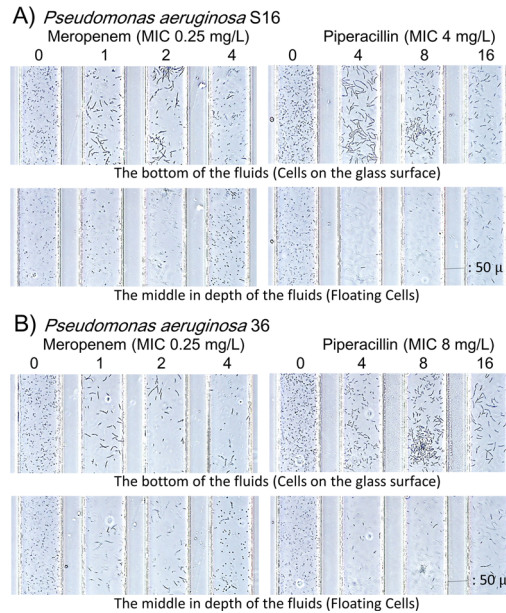 A) Pseudomonas aeruginosa S16
Meropenem (MIC 0.25 mg/L) Piperacillin (MIC 4 mg/L)
0 1 2 4 0 4 8 16
The bottom of the fluids (Cells on the glass surface)
: 50 μ
The middle in depth of the fluids (Floating Cells)
B) Pseudomonas aeruginosa 36
Meropenem (MIC 0.25 mg/L) Piperacillin (MIC 8 mg/L)
0 1 2 4 0 4 8 16
The bottom of the fluids (Cells on the glass surface)
: 50 μ
The middle in depth of the fluids (Floating Cells)